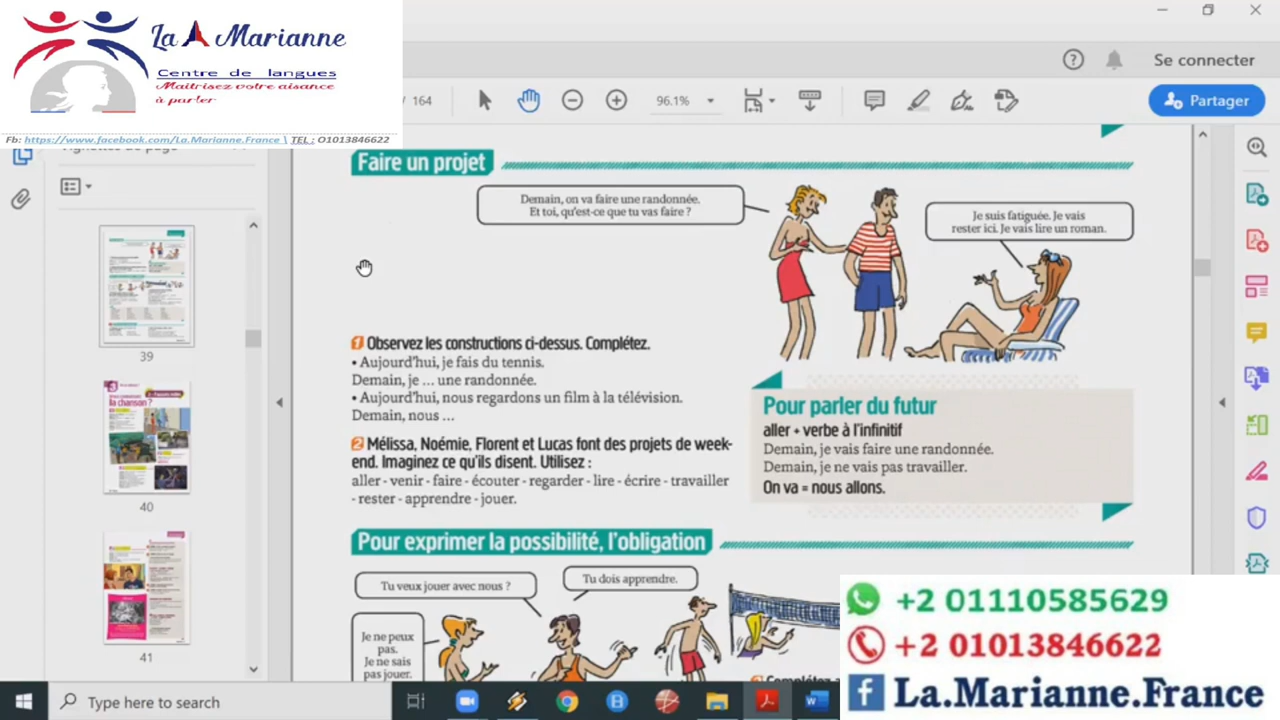 La Marianne
Centre de langues
Maîtrisez votre aisance
à parler
Fb: https://www.facebook.com/La.Marianne.France \ TEL : O1013846622
Se connecter
/ 164
96.1%
Partager
Faire un projet
Demain, on va faire une randonnée.
Et toi, qu'est-ce que tu vas faire ?
Je suis fatiguée. Je vais
rester ici. Je vais lire un roman.
1 Observez les constructions ci-dessus. Complétez.
• Aujourd'hui, je fais du tennis.
Demain, je ... une randonnée.
• Aujourd'hui, nous regardons un film à la télévision.
Demain, nous ...
2 Mélissa, Noémie, Florent et Lucas font des projets de week-
end. Imaginez ce qu'ils disent. Utilisez :
aller - venir - faire - écouter - regarder - lire - écrire - travailler
- rester - apprendre - jouer.
Pour parler du futur
aller + verbe à l'infinitif
Demain, je vais faire une randonnée.
Demain, je ne vais pas travailler.
On va = nous allons.
Pour exprimer la possibilité, l'obligation
Tu veux jouer avec nous ?
Tu dois apprendre.
Je ne peux
pas.
Je ne sais
pas jouer.
39
la chanson ?
40
41
+2 01110585629
+2 01013846622
La.Marianne.France
Type here to search